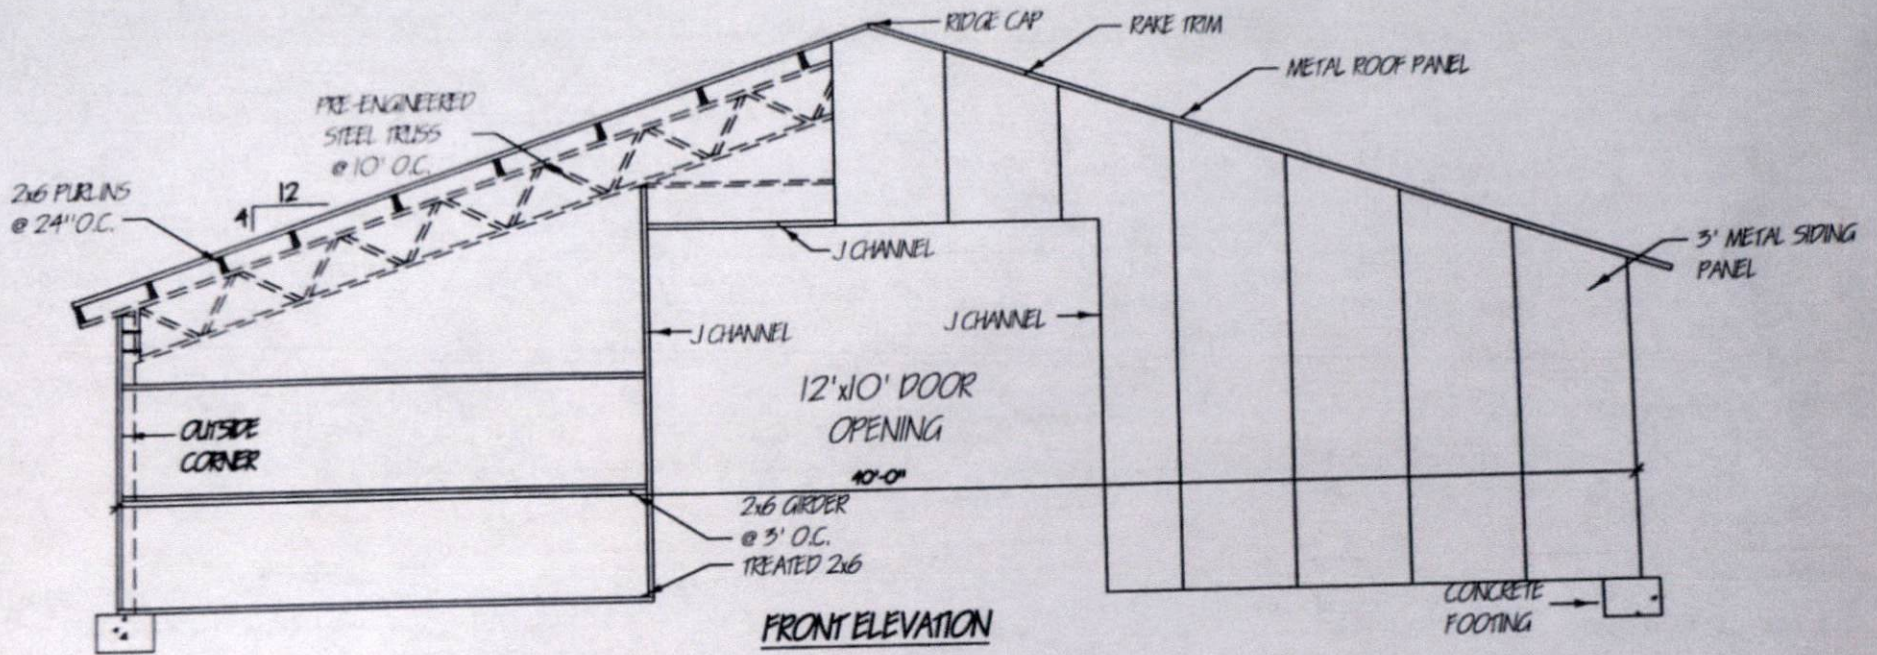 RIDGE CAP
RAKE TRIM
METAL ROOF PANEL
PRE-ENGINEERED
STEEL TRUSS
@ 10' O.C.
2x6 PURLINS
@ 24" O.C.
12
4
3' METAL SIDING
PANEL
J CHANNEL
J CHANNEL
J CHANNEL
12'x10' DOOR
OPENING
OUTSIDE
CORNER
40'-0"
2x6 GIRDER
@ 3' O.C.
TREATED 2x6
CONCRETE
FOOTING
FRONT ELEVATION